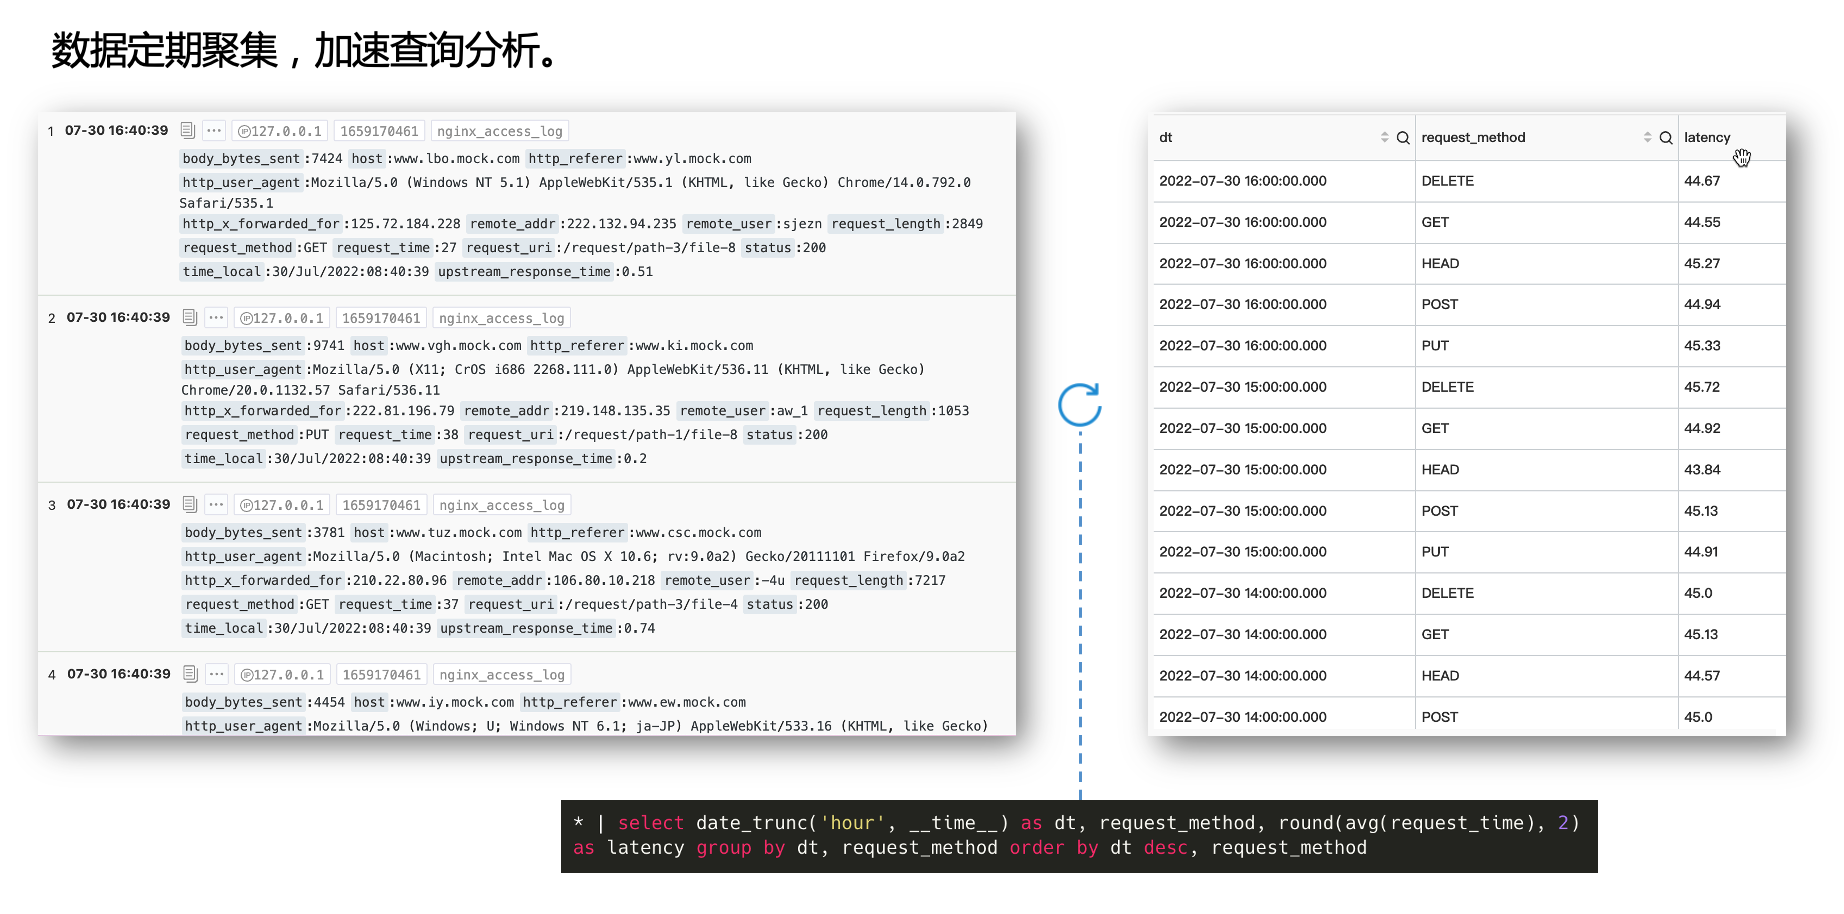 数据定期聚集，加速查询分析。
1 07-30 16:40:39 ··· IP 127.0.0.1 1659170461 nginx_access_log
body_bytes_sent :7424 host :www.lbo.mock.com http_referer :www.yl.mock.com
http_user_agent :Mozilla/5.0 (Windows NT 5.1) AppleWebKit/535.1 (KHTML, like Gecko) Chrome/14.0.792.0
Safari/535.1
http_x_forwarded_for :125.72.184.228 remote_addr :222.132.94.235 remote_user :sjezn request_length :2849
request_method :GET request_time :27 request_uri :/request/path-3/file-8 status :200
time_local :30/Jul/2022:08:40:39 upstream_response_time :0.51
2 07-30 16:40:39 ··· IP 127.0.0.1 1659170461 nginx_access_log
body_bytes_sent :9741 host :www.vgh.mock.com http_referer :www.ki.mock.com
http_user_agent :Mozilla/5.0 (X11; CrOS i686 2268.111.0) AppleWebKit/536.11 (KHTML, like Gecko)
Chrome/20.0.1132.57 Safari/536.11
http_x_forwarded_for :222.81.196.79 remote_addr :219.148.135.35 remote_user :aw_1 request_length :1053
request_method :PUT request_time :38 request_uri :/request/path-1/file-8 status :200
time_local :30/Jul/2022:08:40:39 upstream_response_time :0.2
3 07-30 16:40:39 ··· IP 127.0.0.1 1659170461 nginx_access_log
body_bytes_sent :3781 host :www.tuz.mock.com http_referer :www.csc.mock.com
http_user_agent :Mozilla/5.0 (Macintosh; Intel Mac OS X 10.6; rv:9.0a2) Gecko/20111101 Firefox/9.0a2
http_x_forwarded_for :210.22.80.96 remote_addr :106.80.10.218 remote_user :-4u request_length :7217
request_method :GET request_time :37 request_uri :/request/path-3/file-4 status :200
time_local :30/Jul/2022:08:40:39 upstream_response_time :0.74
4 07-30 16:40:39 ··· IP 127.0.0.1 1659170461 nginx_access_log
body_bytes_sent :4454 host :www.iy.mock.com http_referer :www.ew.mock.com
http_user_agent :Mozilla/5.0 (Windows; U; Windows NT 6.1; ja-JP) AppleWebKit/533.16 (KHTML, like Gecko)
dt request_method latency
2022-07-30 16:00:00.000 DELETE 44.67
2022-07-30 16:00:00.000 GET 44.55
2022-07-30 16:00:00.000 HEAD 45.27
2022-07-30 16:00:00.000 POST 44.94
2022-07-30 16:00:00.000 PUT 45.33
2022-07-30 15:00:00.000 DELETE 45.72
2022-07-30 15:00:00.000 GET 44.92
2022-07-30 15:00:00.000 HEAD 43.84
2022-07-30 15:00:00.000 POST 45.13
2022-07-30 15:00:00.000 PUT 44.91
2022-07-30 14:00:00.000 DELETE 45.0
2022-07-30 14:00:00.000 GET 45.13
2022-07-30 14:00:00.000 HEAD 44.57
2022-07-30 14:00:00.000 POST 45.0
* | select date_trunc('hour', __time__) as dt, request_method, round(avg(request_time), 2)
as latency group by dt, request_method order by dt desc, request_method